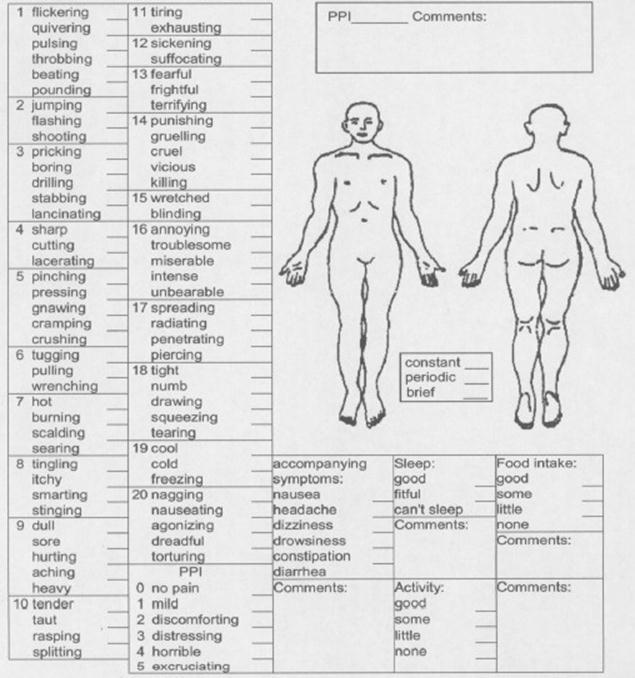 1 flickering
quivering
pulsing
throbbing
beating
pounding
2 jumping
flashing
shooting
3 pricking
boring
drilling
stabbing
lancinating
4 sharp
cutting
lacerating
5 pinching
pressing
gnawing
cramping
crushing
6 tugging
pulling
wrenching
7 hot
burning
scalding
searing
8 tingling
itchy
smarting
stinging
9 dull
sore
hurting
aching
heavy
10 tender
taut
rasping
splitting
11 tiring
exhausting
12 sickening
suffocating
13 fearful
frightful
terrifying
14 punishing
gruelling
cruel
vicious
killing
15 wretched
blinding
16 annoying
troublesome
miserable
intense
unbearable
17 spreading
radiating
penetrating
piercing
18 tight
numb
drawing
squeezing
tearing
19 cool
cold
freezing
20 nagging
nauseating
agonizing
dreadful
torturing
PPI
0 no pain
1 mild
2 discomforting
3 distressing
4 horrible
5 excruciating
PPI______ Comments:
constant
periodic
brief
accompanying
symptoms:
nausea
headache
dizziness
drowsiness
constipation
diarrhea
Comments:
Sleep:
good
fitful
can't sleep
Comments:
Food intake:
good
some
little
none
Comments:
Activity:
good
some
little
none
Comments: